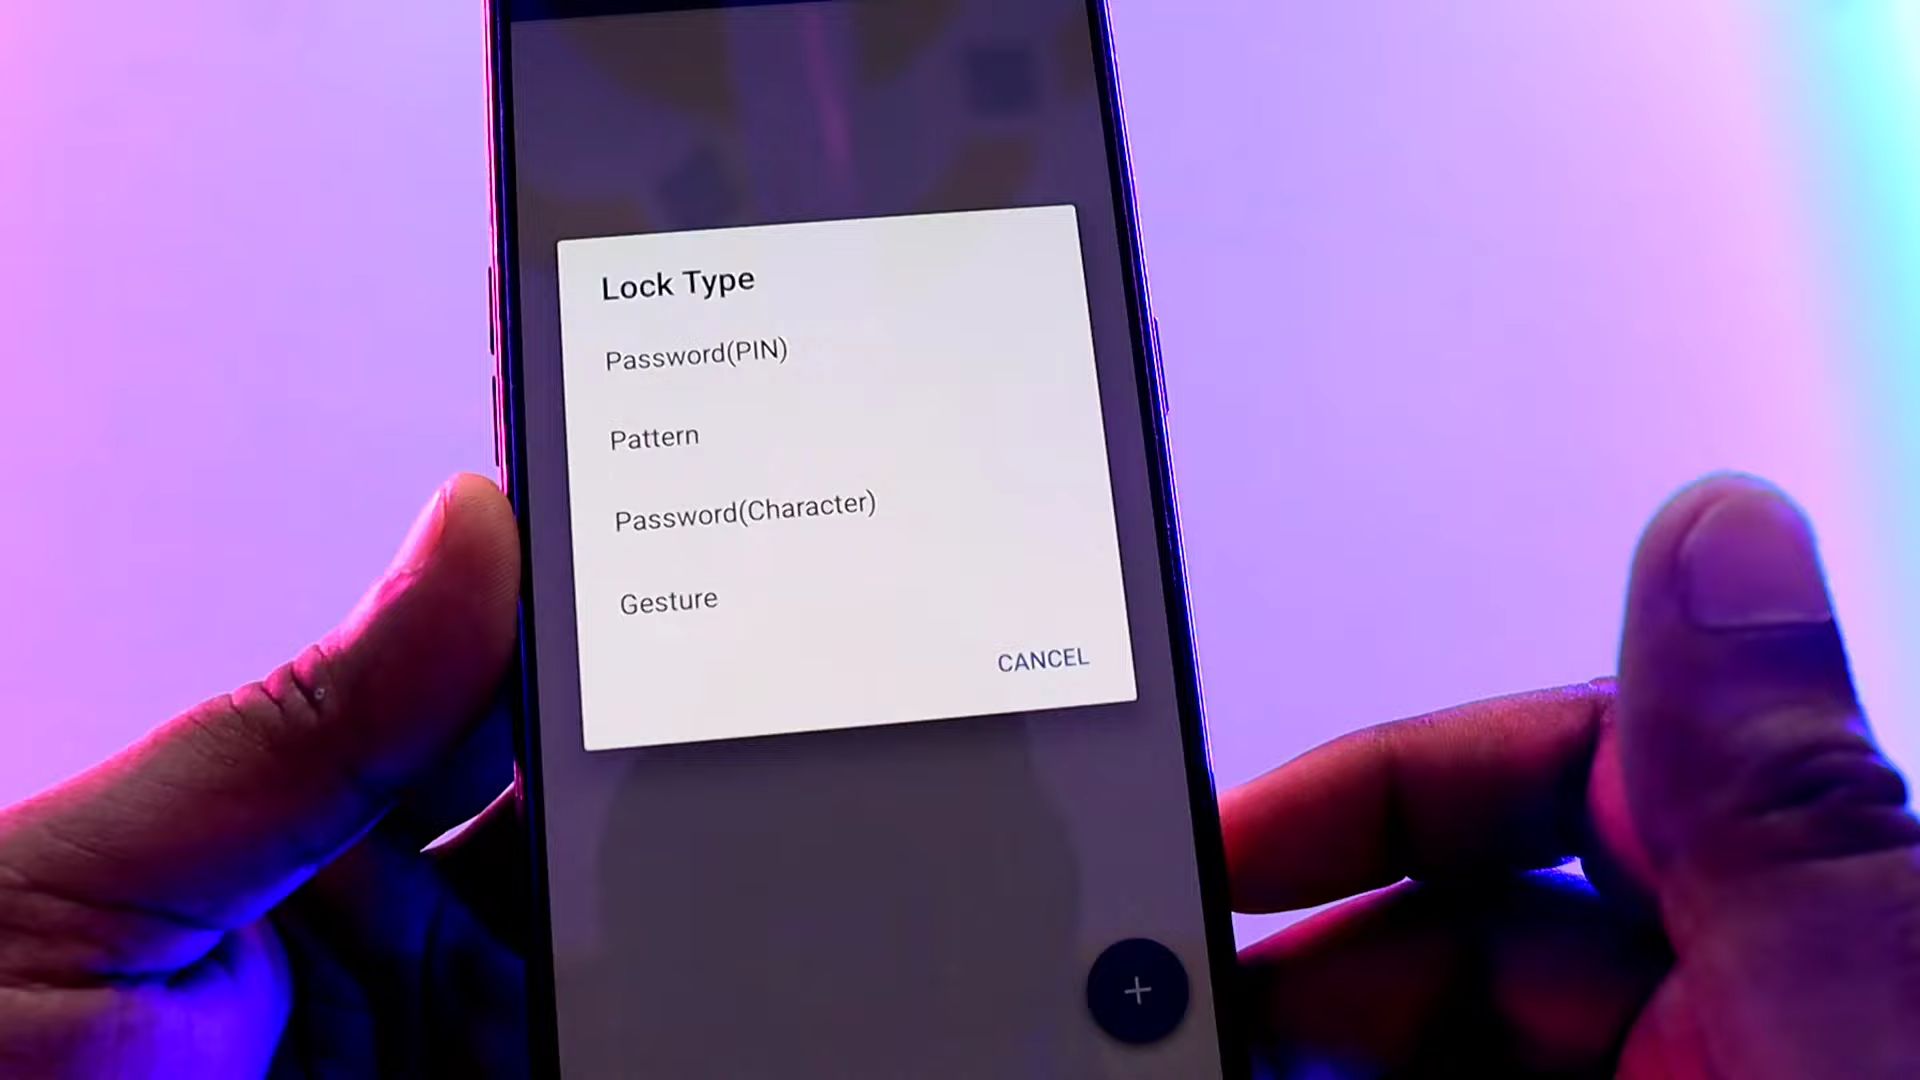 Lock Type
Password(PIN)
Pattern
Password(Character)
Gesture
CANCEL